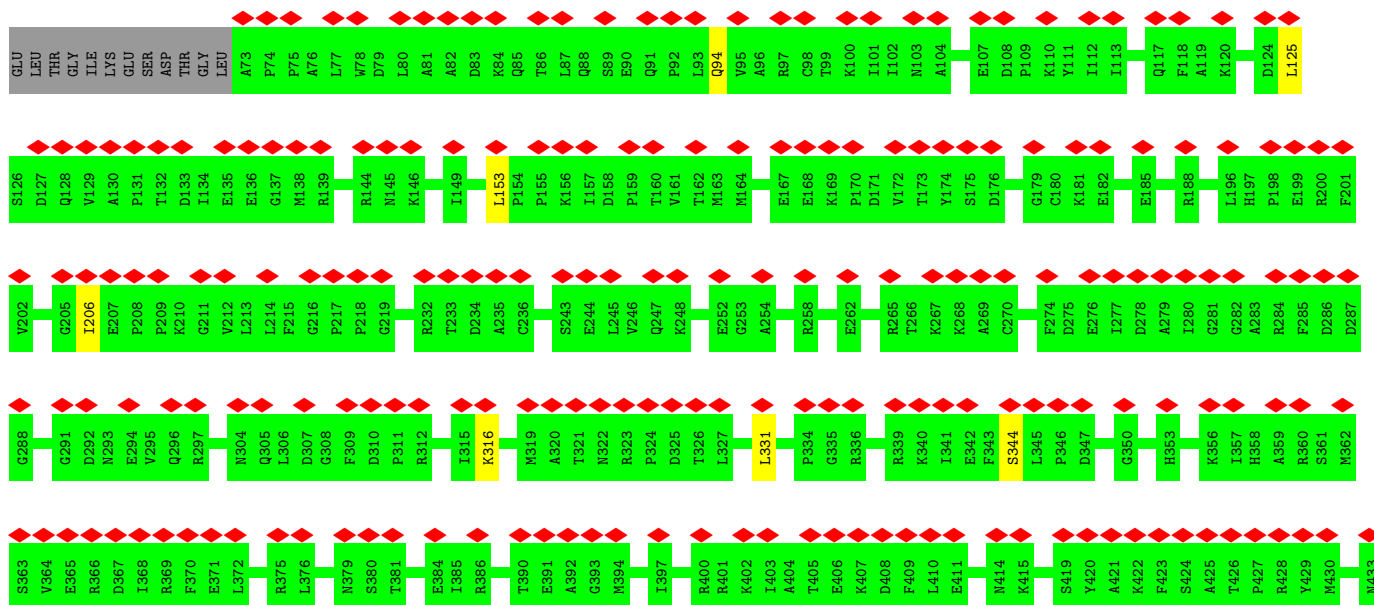 GLU LEU THR GLY ILE LYS GLU SER ASP THR GLY LEU A73 P74 P75 A76 L77 W78 D79 L80 A81 A82 D83 K84 Q85 T86 L87 Q88 S89 E90 Q91 P92 L93 Q94 V95 A96 R97 C98 T99 K100 I101 I102 N103 A104 E107 D108 P109 K110 Y111 I112 I113 Q117 F118 A119 K120 D124 L125
S126 D127 Q128 V129 A130 P131 T132 D133 I134 E135 E136 G137 M138 R139 R144 N145 K146 I149 L153 P154 P155 K156 I157 D158 P159 T160 V161 T162 M163 M164 E167 E168 K169 P170 D171 V172 T173 Y174 S175 D176 G179 C180 K181 E182 E185 R188 L196 H197 P198 E199 R200 F201
V202 G205 I206 E207 P208 P209 K210 G211 V212 L213 L214 F215 G216 P217 P218 G219 R232 T233 D234 A235 C236 S243 E244 L245 V246 Q247 K248 E252 G253 A254 R258 E262 R265 T266 K267 K268 A269 C270 F274 D275 E276 I277 D278 A279 I280 G281 G282 A283 R284 F285 D286 D287
G288 G291 D292 N293 E294 V295 Q296 R297 N304 Q305 L306 D307 G308 F309 D310 P311 R312 I315 K316 M319 A320 T321 N322 R323 P324 D325 T326 L327 L331 P334 G335 R336 R339 K340 I341 E342 F343 S344 L345 P346 D347 G350 H353 K356 I357 H358 A359 R360 S361 M362
S363 V364 E365 R366 D367 I368 R369 F370 E371 L372 R375 L376 N379 S380 T381 E384 I385 R386 T390 E391 A392 G393 M394 I397 R400 R401 K402 I403 A404 T405 E406 K407 D408 F409 L410 E411 N414 K415 S419 Y420 A421 K422 F423 S424 A425 T426 P427 R428 Y429 M430 N433